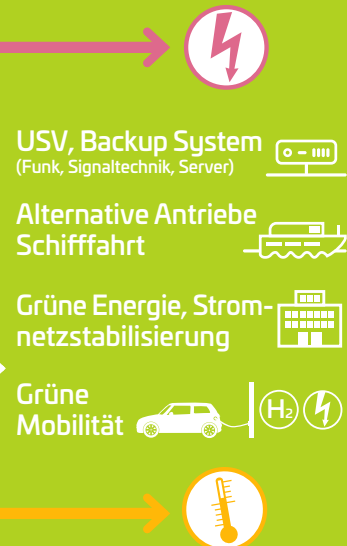 USV, Backup System
(Funk, Signaltechnik, Server)
Alternative Antriebe
Schifffahrt
Grüne Energie, Strom-
netzstabilisierung
Grüne
Mobilität
H₂